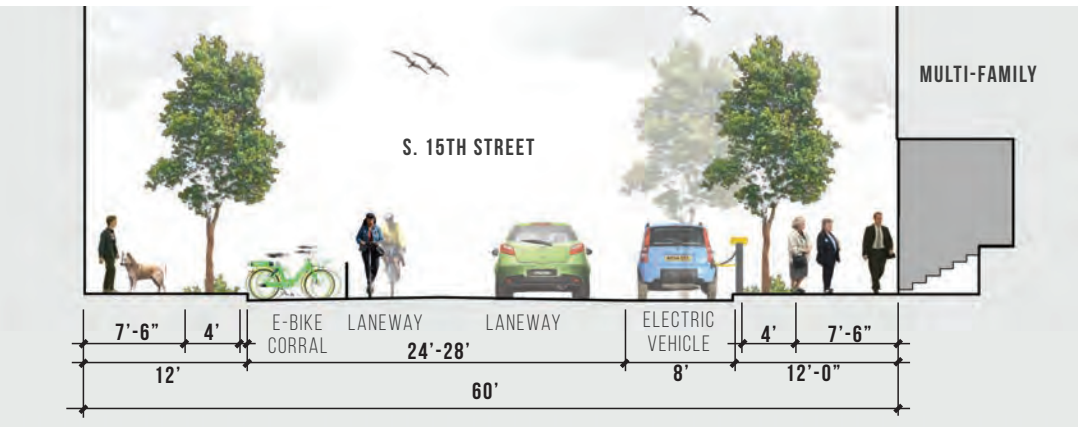 MULTI-FAMILY
S. 15TH STREET
7'-6"
4'
E-BIKE
CORRAL
LANEWAY
LANEWAY
ELECTRIC
VEHICLE
4'
7'-6"
24'-28'
12'
8'
12'-0"
60'